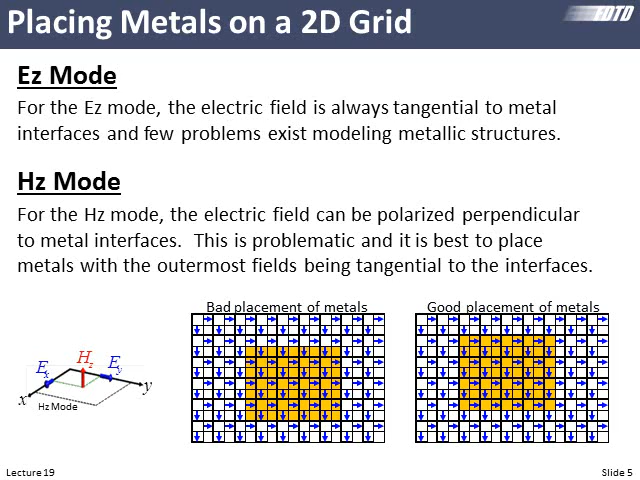 Placing Metals on a 2D Grid
FDTD
Ez Mode
For the Ez mode, the electric field is always tangential to metal
interfaces and few problems exist modeling metallic structures.
Hz Mode
For the Hz mode, the electric field can be polarized perpendicular
to metal interfaces.  This is problematic and it is best to place
metals with the outermost fields being tangential to the interfaces.
Bad placement of metals
Good placement of metals
Hz
Ex
Ey
x
y
Hz Mode
Lecture 19
Slide 5